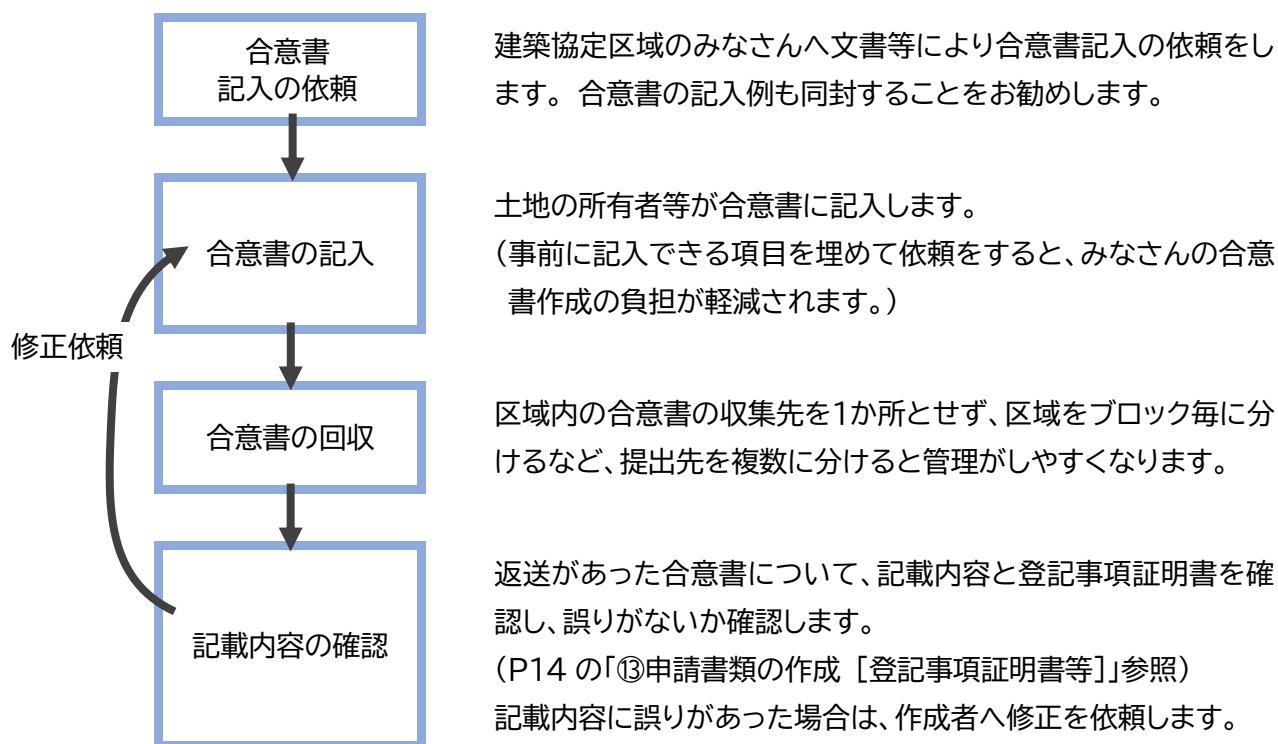 合意書
記入の依頼
建築協定区域のみなさんへ文書等により合意書記入の依頼をし
ます。合意書の記入例も同封することをお勧めします。
合意書の記入
土地の所有者等が合意書に記入します。
（事前に記入できる項目を埋めて依頼をすると、みなさんの合意
書作成の負担が軽減されます。）
修正依頼
合意書の回収
区域内の合意書の収集先を1か所とせず、区域をブロック毎に分
けるなど、提出先を複数に分けると管理がしやすくなります。
記載内容の確認
返送があった合意書について、記載内容と登記事項証明書を確
認し、誤りがないか確認します。
（P14 の「⑬申請書類の作成 ［登記事項証明書等］」参照）
記載内容に誤りがあった場合は、作成者へ修正を依頼します。